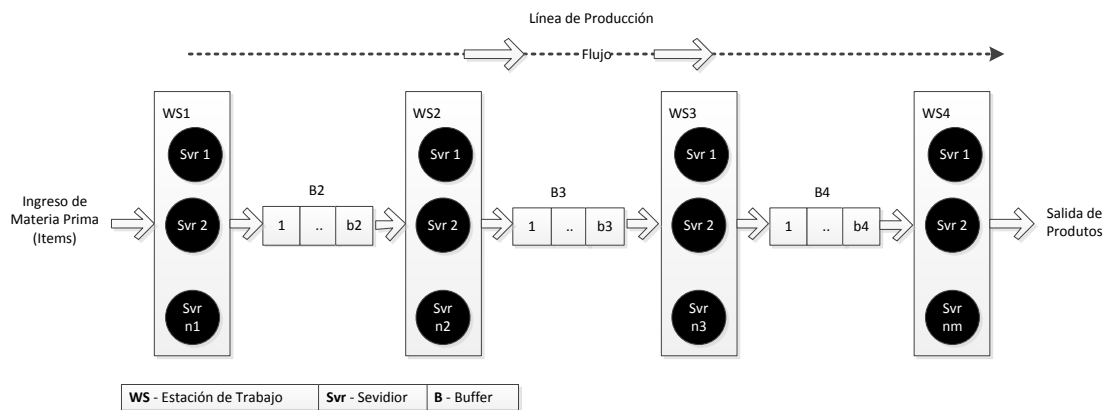 Línea de Producción
Flujo
WS1
WS2
WS3
WS4
Svr 1
Svr 1
Svr 1
Svr 1
B2
B3
B4
Ingreso de
Materia Prima
(Items)
Svr 2
1
..
b2
Svr 2
1
..
b3
Svr 2
1
..
b4
Svr 2
Salida de
Produtos
Svr
n1
Svr
n2
Svr
n3
Svr
nm
WS - Estación de Trabajo
Svr - Sevidior
B - Buffer